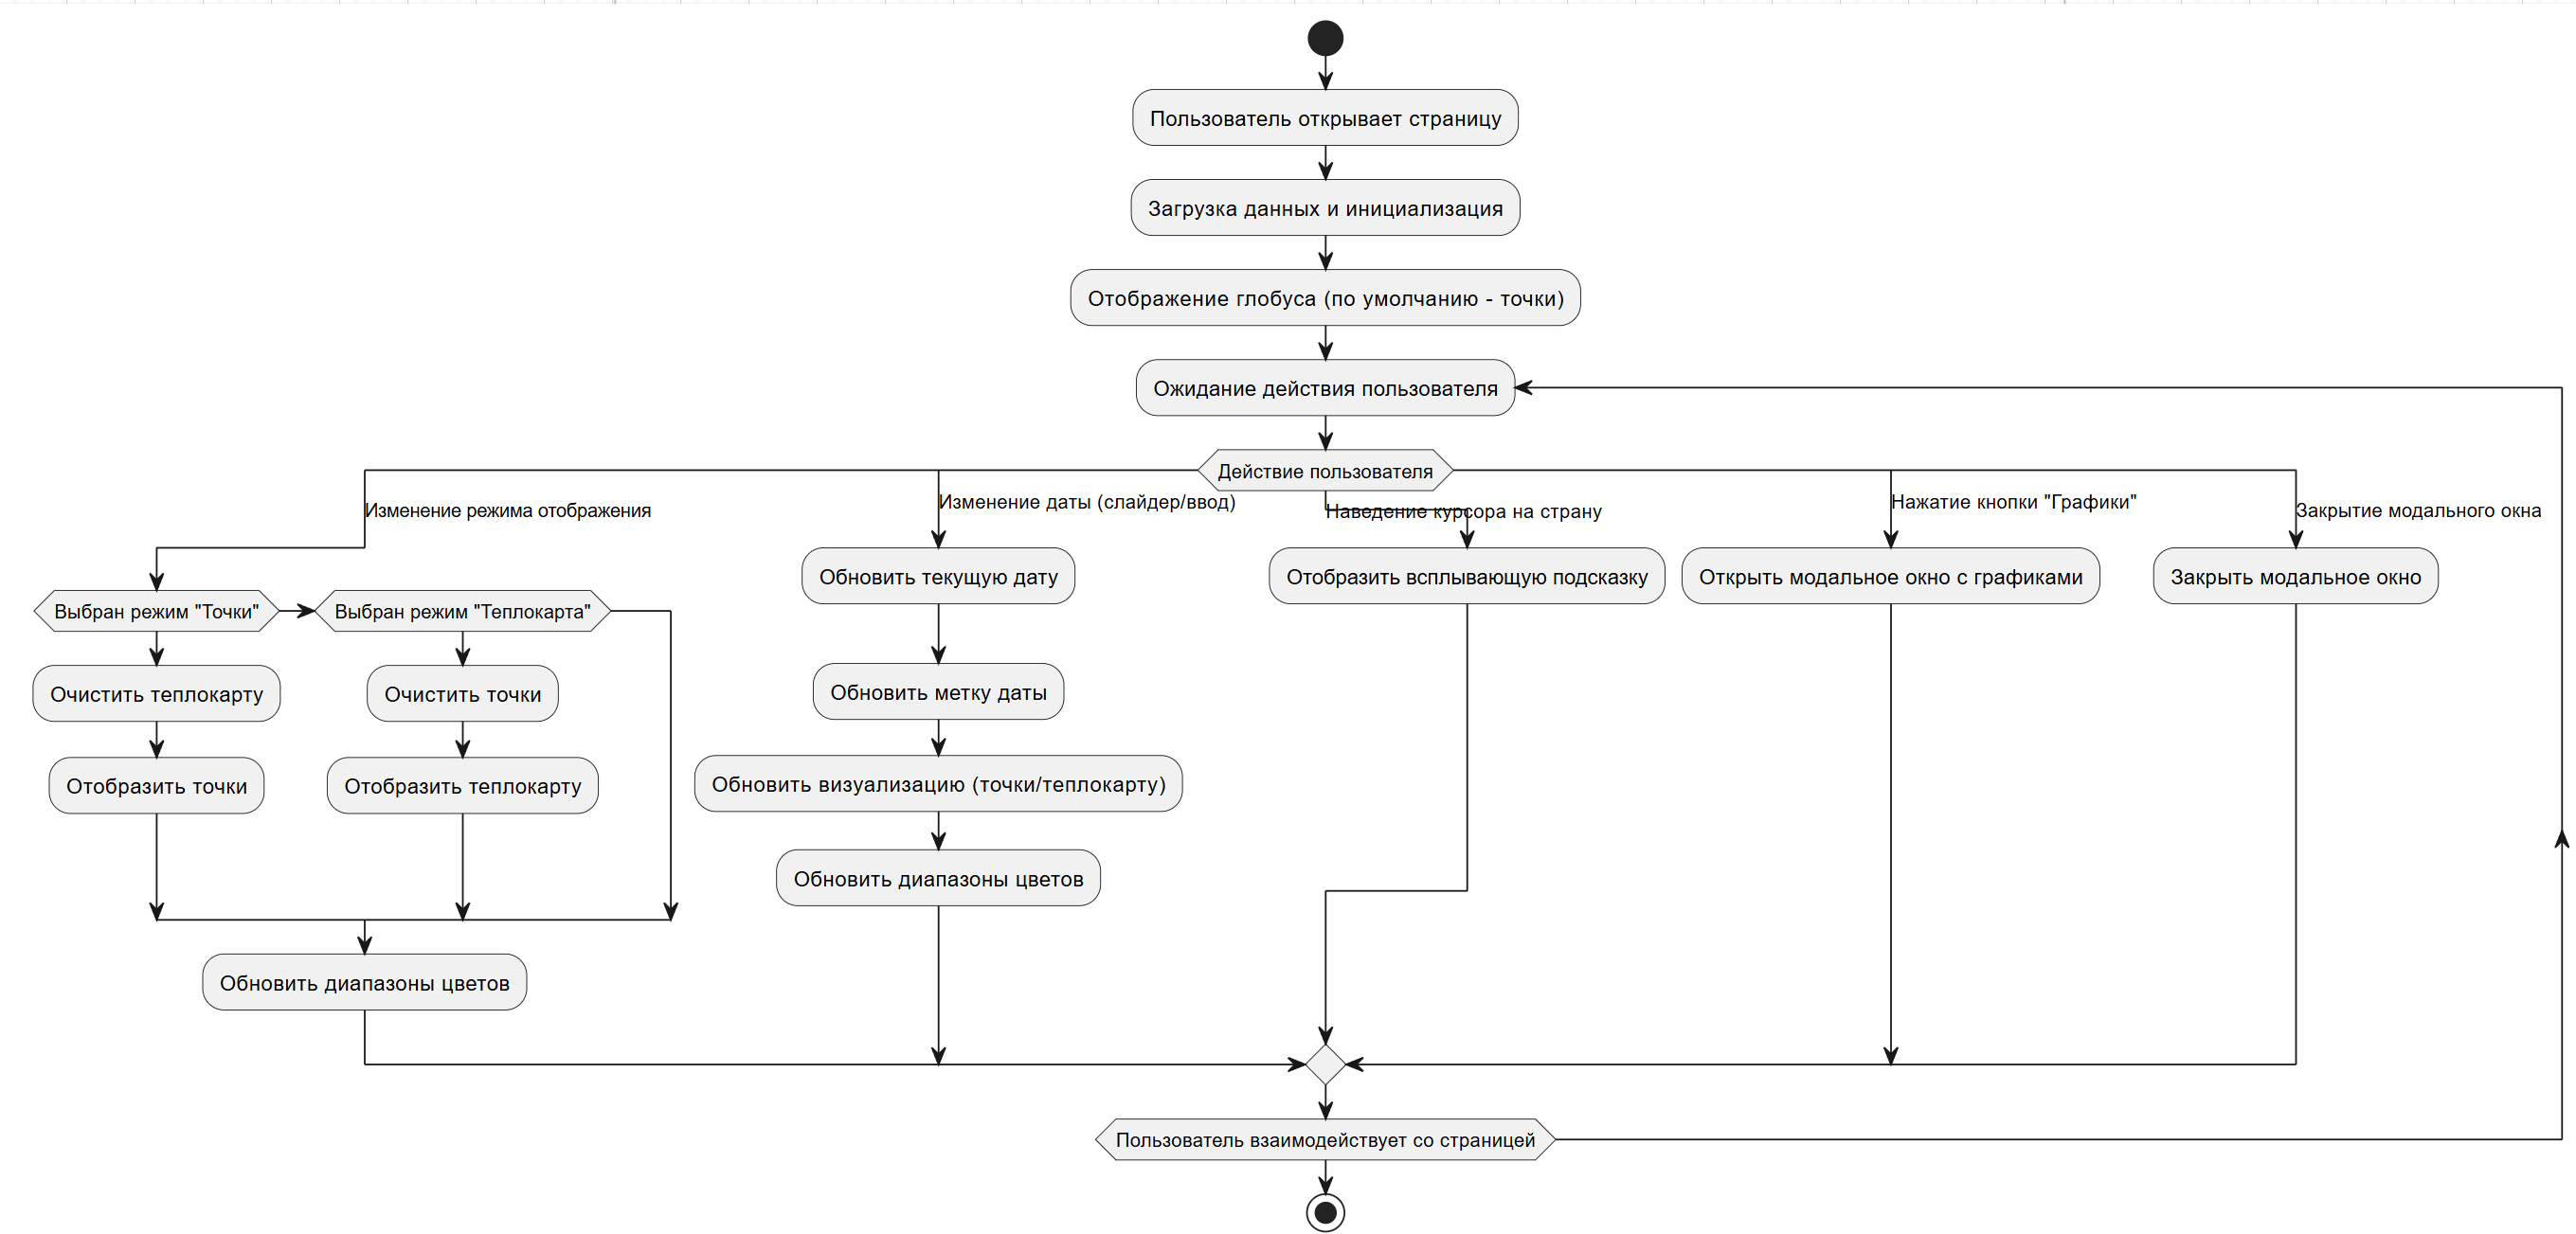 Пользователь открывает страницу
Загрузка данных и инициализация
Отображение глобуса (по умолчанию - точки)
Ожидание действия пользователя
Действие пользователя
Изменение режима отображения
Изменение даты (слайдер/ввод)
Наведение курсора на страну
Нажатие кнопки "Графики"
Закрытие модального окна
Выбран режим "Точки"
Выбран режим "Теплокарта"
Обновить текущую дату
Отобразить всплывающую подсказку
Открыть модальное окно с графиками
Закрыть модальное окно
Очистить теплокарту
Очистить точки
Обновить метку даты
Отобразить точки
Отобразить теплокарту
Обновить визуализацию (точки/теплокарту)
Обновить диапазоны цветов
Обновить диапазоны цветов
Пользователь взаимодействует со страницей